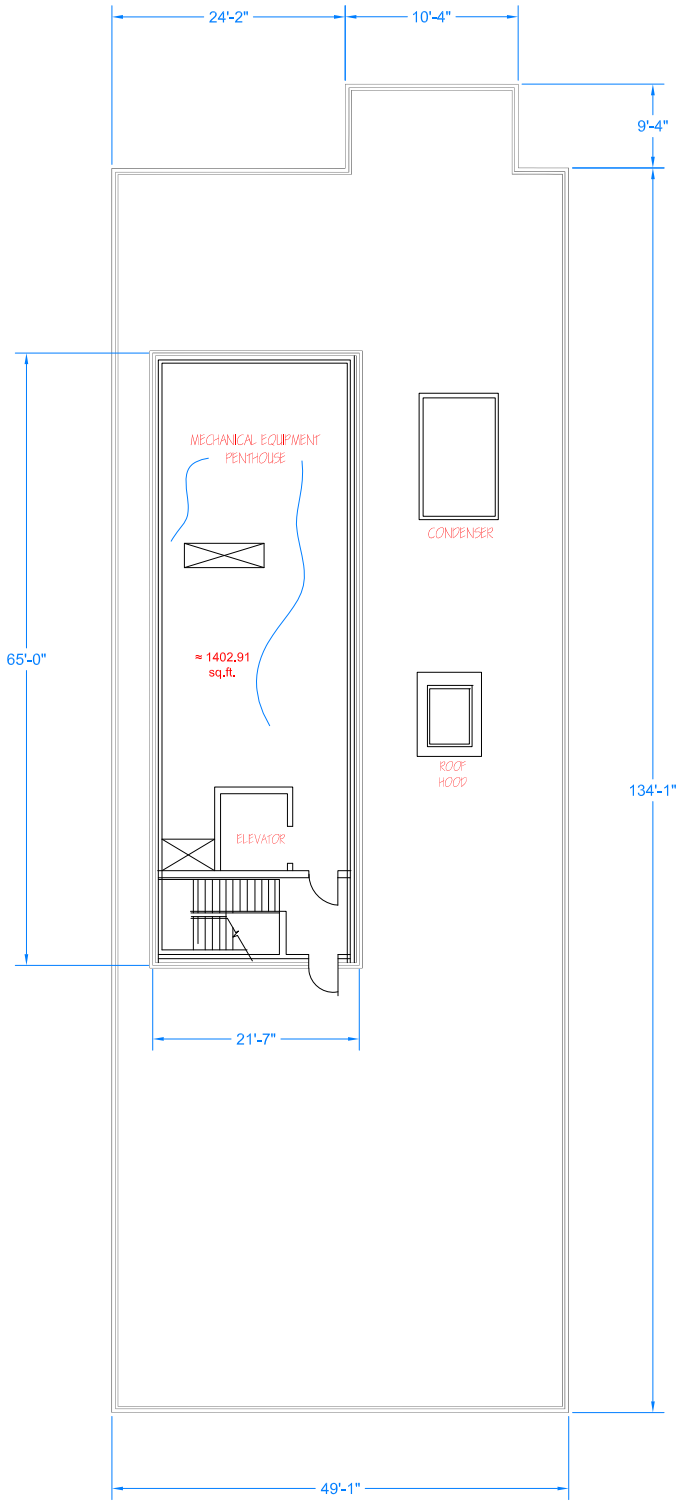 24'-2"
10'-4"
9'-4"
MECHANICAL EQUIPMENT
PENTHOUSE
CONDENSER
≈ 1402.91
sq.ft.
65'-0"
ROOF
HOOD
134'-1"
ELEVATOR
21'-7"
49'-1"